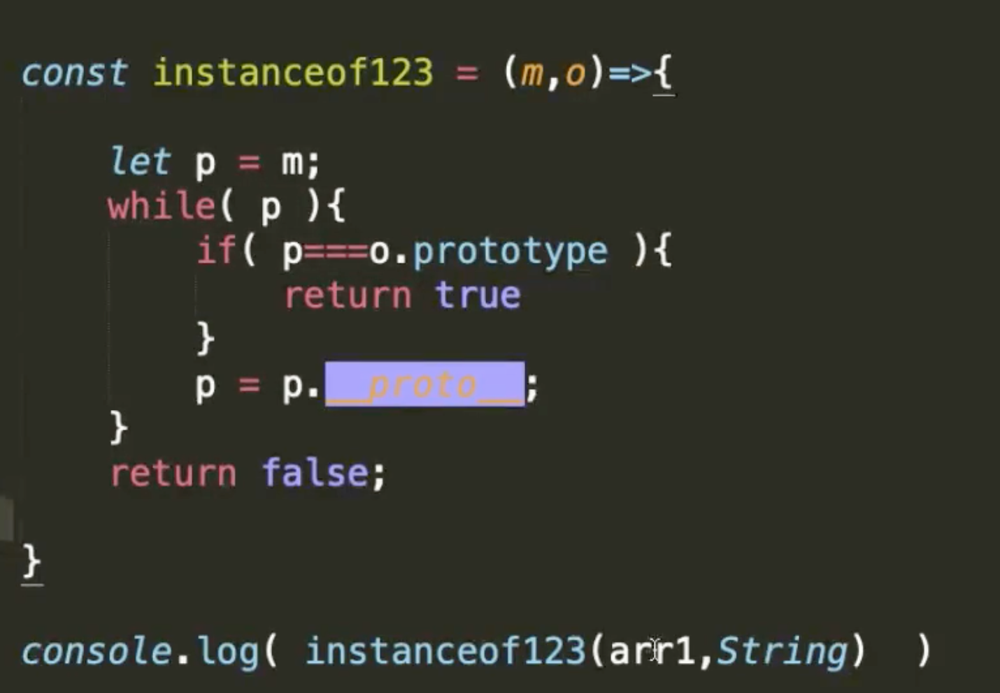 const instanceof123 = (m,o)=>{
let p = m;
while( p ){
if( p===o.prototype ){
return true
}
p = p.__proto__;
}
return false;
}
console.log( instanceof123(arr1,String)  )